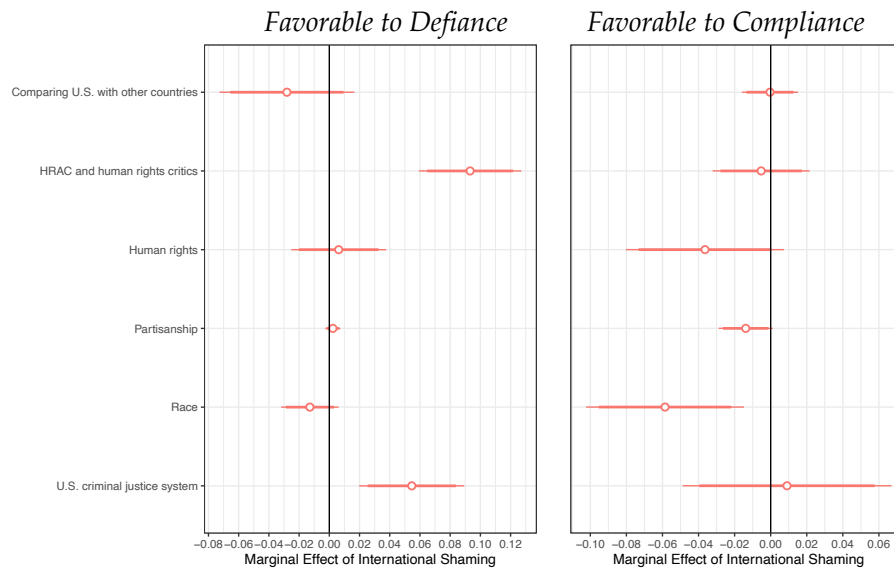 Favorable to Defiance
Favorable to Compliance
Comparing U.S. with other countries
HRAC and human rights critics
Human rights
Partisanship
Race
U.S. criminal justice system
−0.08 −0.06 −0.04 −0.02 0.00 0.02 0.04 0.06 0.08 0.10 0.12
−0.10 −0.08 −0.06 −0.04 −0.02 0.00 0.02 0.04 0.06
Marginal Effect of International Shaming
Marginal Effect of International Shaming